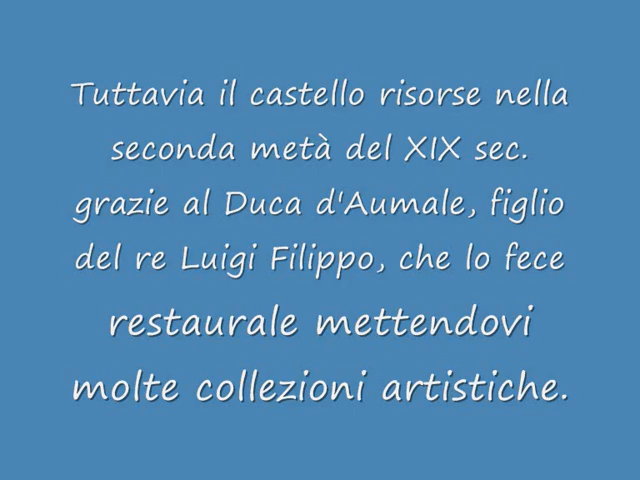 Tuttavia il castello risorse nella
seconda metà del XIX sec.
grazie al Duca d'Aumale, figlio
del re Luigi Filippo, che lo fece
restaurale mettendovi
molte collezioni artistiche.